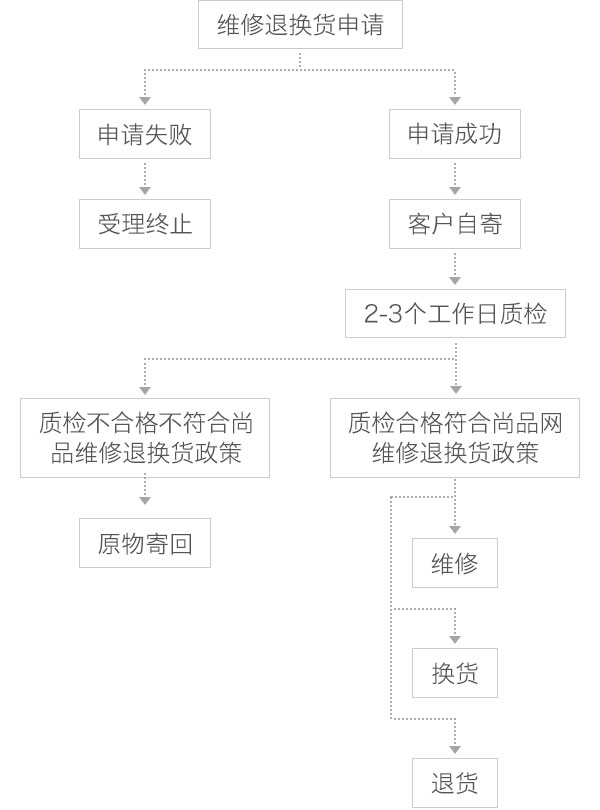 维修退换货申请
申请失败
申请成功
受理终止
客户自寄
2-3个工作日质检
质检不合格不符合尚
品维修退换货政策
质检合格符合尚品网
维修退换货政策
原物寄回
维修
换货
退货